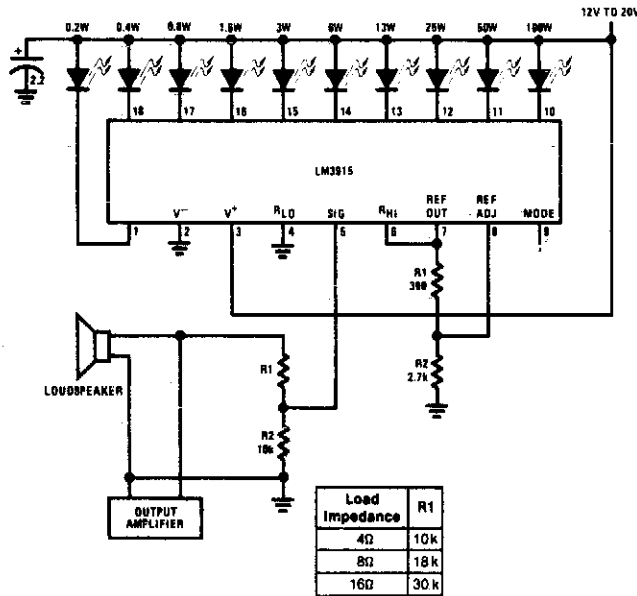 12V TO 20V
0.2W 0.4W 0.8W 1.6W 3W 6W 13W 25W 50W 100W
+
2.2
18 17 16 15 14 13 12 11 10
LM3915
V− V+ RLO SIG RHI REF OUT REF ADJ MODE
1 2 3 4 5 6 7 8 9
R1
390
R2
2.7k
LOUDSPEAKER
R1
R2
10k
OUTPUT
AMPLIFIER
Load Impedance R1
4Ω 10k
8Ω 18k
16Ω 30k